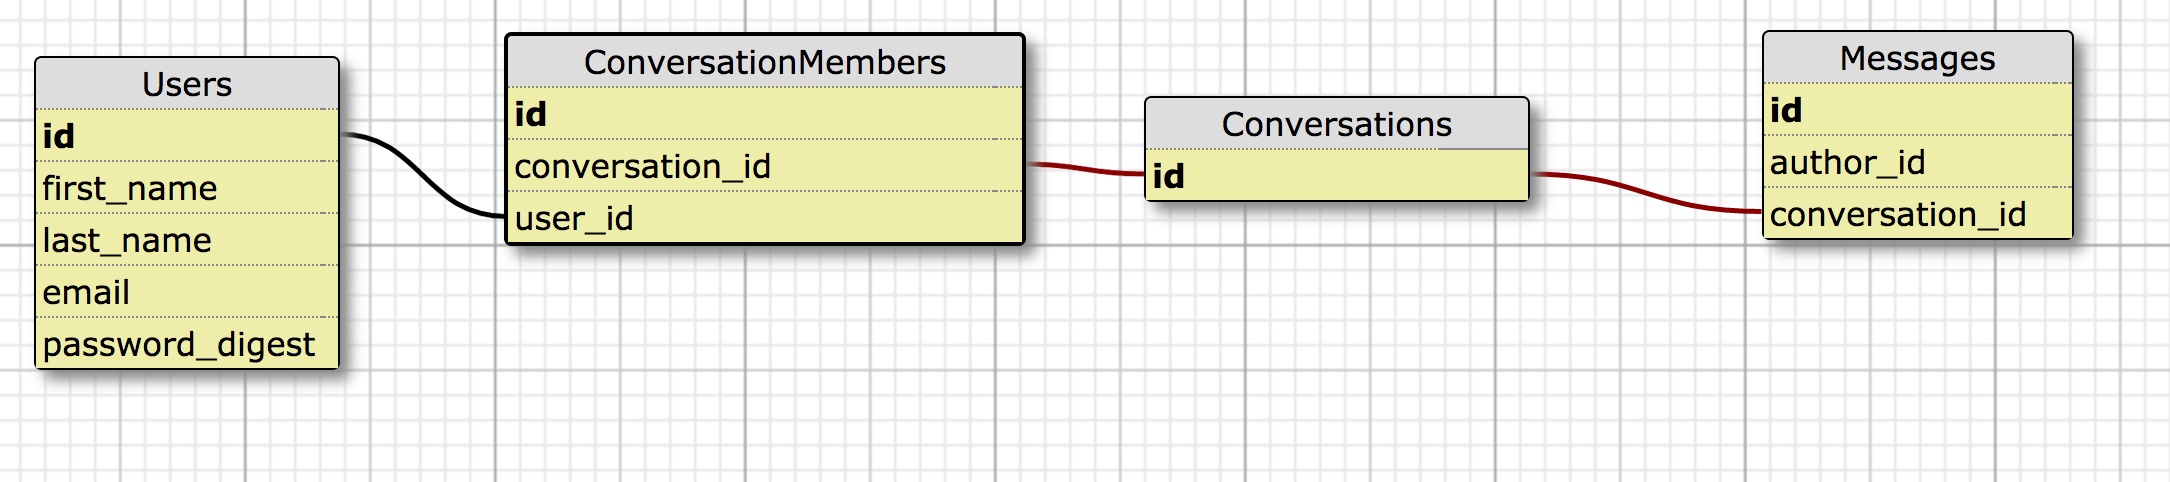 Users
id
first_name
last_name
email
password_digest
ConversationMembers
id
conversation_id
user_id
Conversations
id
Messages
id
author_id
conversation_id